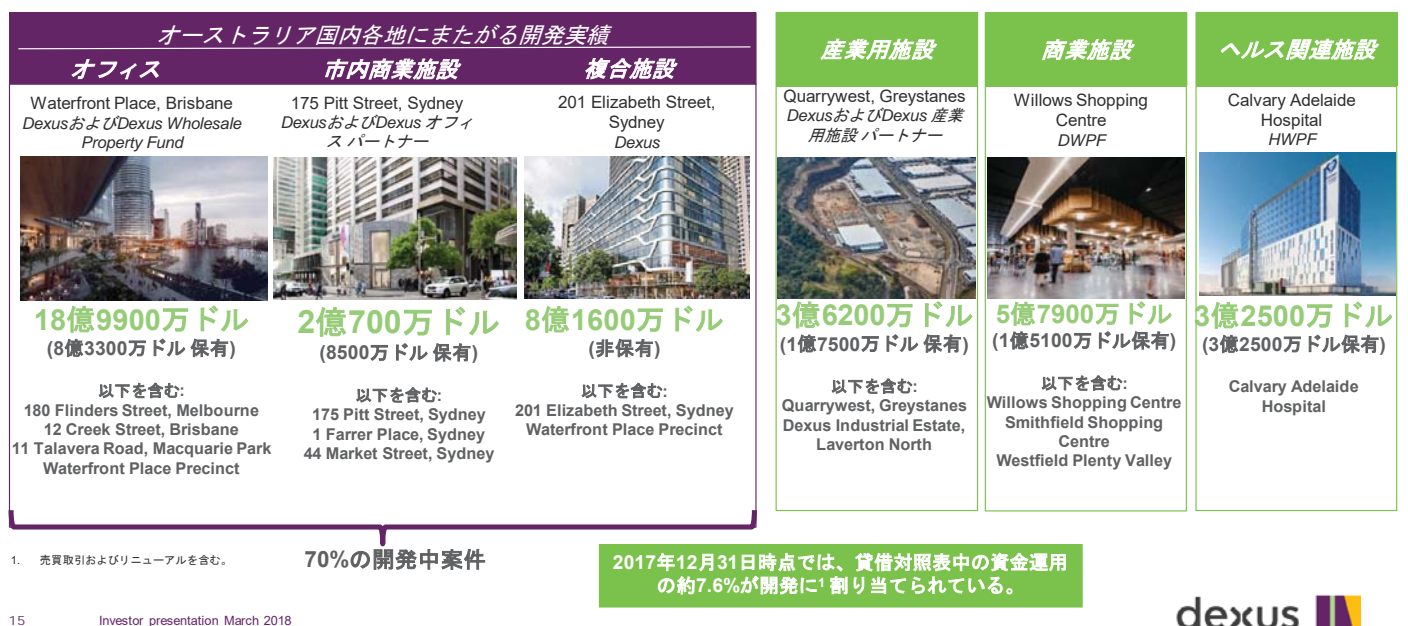 オーストラリア国内各地にまたがる開発実績
オフィス
Waterfront Place, Brisbane
DexusおよびDexus Wholesale
Property Fund
18億9900万ドル
(8億3300万ドル 保有)
以下を含む:
180 Flinders Street, Melbourne
12 Creek Street, Brisbane
11 Talavera Road, Macquarie Park
Waterfront Place Precinct
市内商業施設
175 Pitt Street, Sydney
DexusおよびDexus オフィ
ス パートナー
2億700万ドル
(8500万ドル 保有)
以下を含む:
175 Pitt Street, Sydney
1 Farrer Place, Sydney
44 Market Street, Sydney
複合施設
201 Elizabeth Street,
Sydney
Dexus
8億1600万ドル
(非保有)
以下を含む:
201 Elizabeth Street, Sydney
Waterfront Place Precinct
70%の開発中案件
産業用施設
Quarrywest, Greystanes
DexusおよびDexus 産業
用施設 パートナー
3億6200万ドル
(1億7500万ドル 保有)
以下を含む:
Quarrywest, Greystanes
Dexus Industrial Estate,
Laverton North
商業施設
Willows Shopping
Centre
DWPF
5億7900万ドル
(1億5100万ドル保有)
以下を含む:
Willows Shopping Centre
Smithfield Shopping
Centre
Westfield Plenty Valley
ヘルス関連施設
Calvary Adelaide
Hospital
HWPF
3億2500万ドル
(3億2500万ドル保有)
Calvary Adelaide
Hospital
2017年12月31日時点では、貸借対照表中の資金運用
の約7.6%が開発に1 割り当てられている。
1. 売買取引およびリニューアルを含む。
15 Investor presentation March 2018
dexus